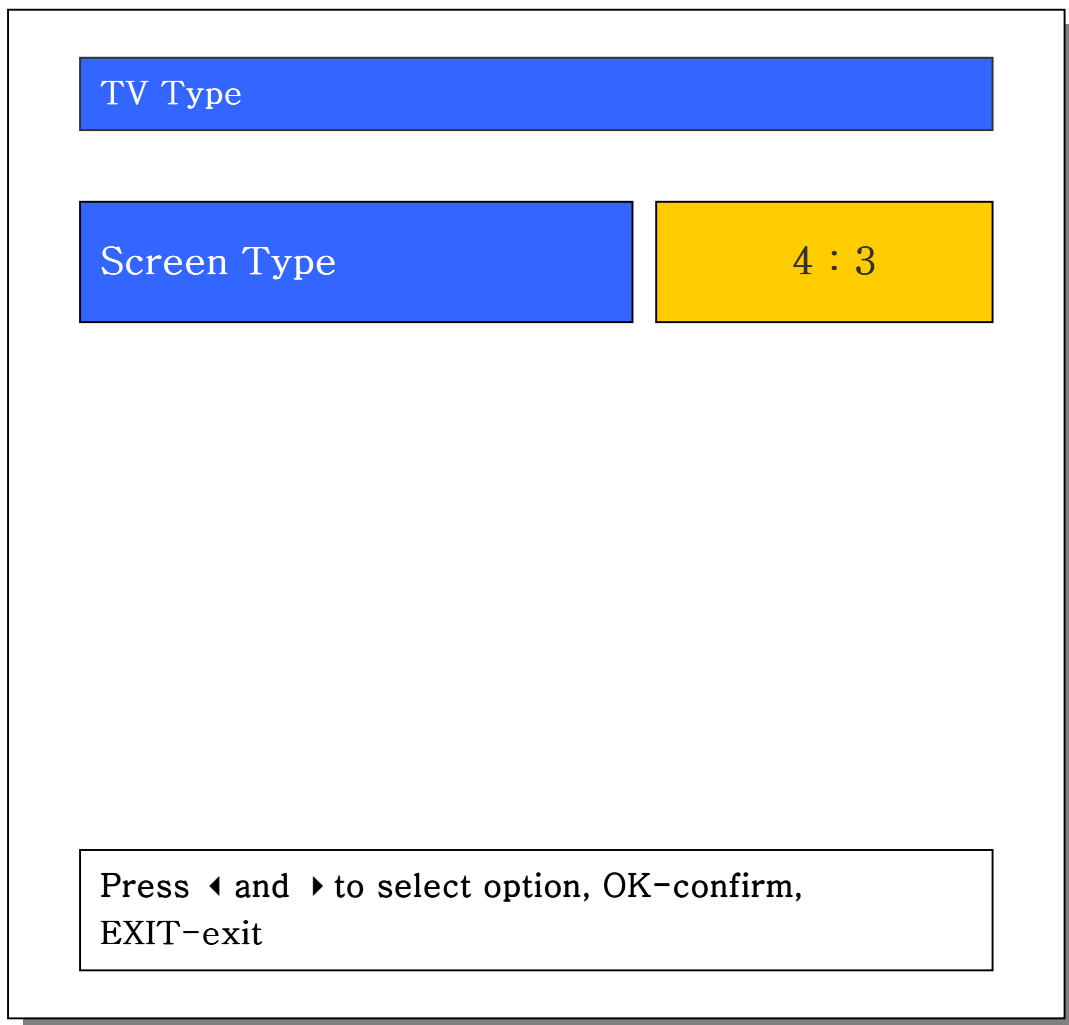 TV Type
Screen Type
4 : 3
Press ◂ and ▸ to select option, OK-confirm,
EXIT-exit